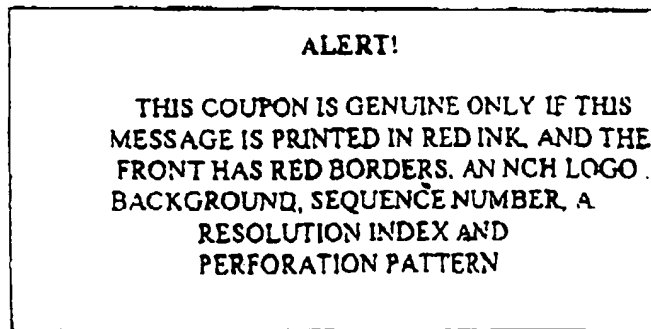 ALERT!
THIS COUPON IS GENUINE ONLY IF THIS
MESSAGE IS PRINTED IN RED INK, AND THE
FRONT HAS RED BORDERS. AN NCH LOGO.
BACKGROUND, SEQUENCE NUMBER, A
RESOLUTION INDEX AND
PERFORATION PATTERN